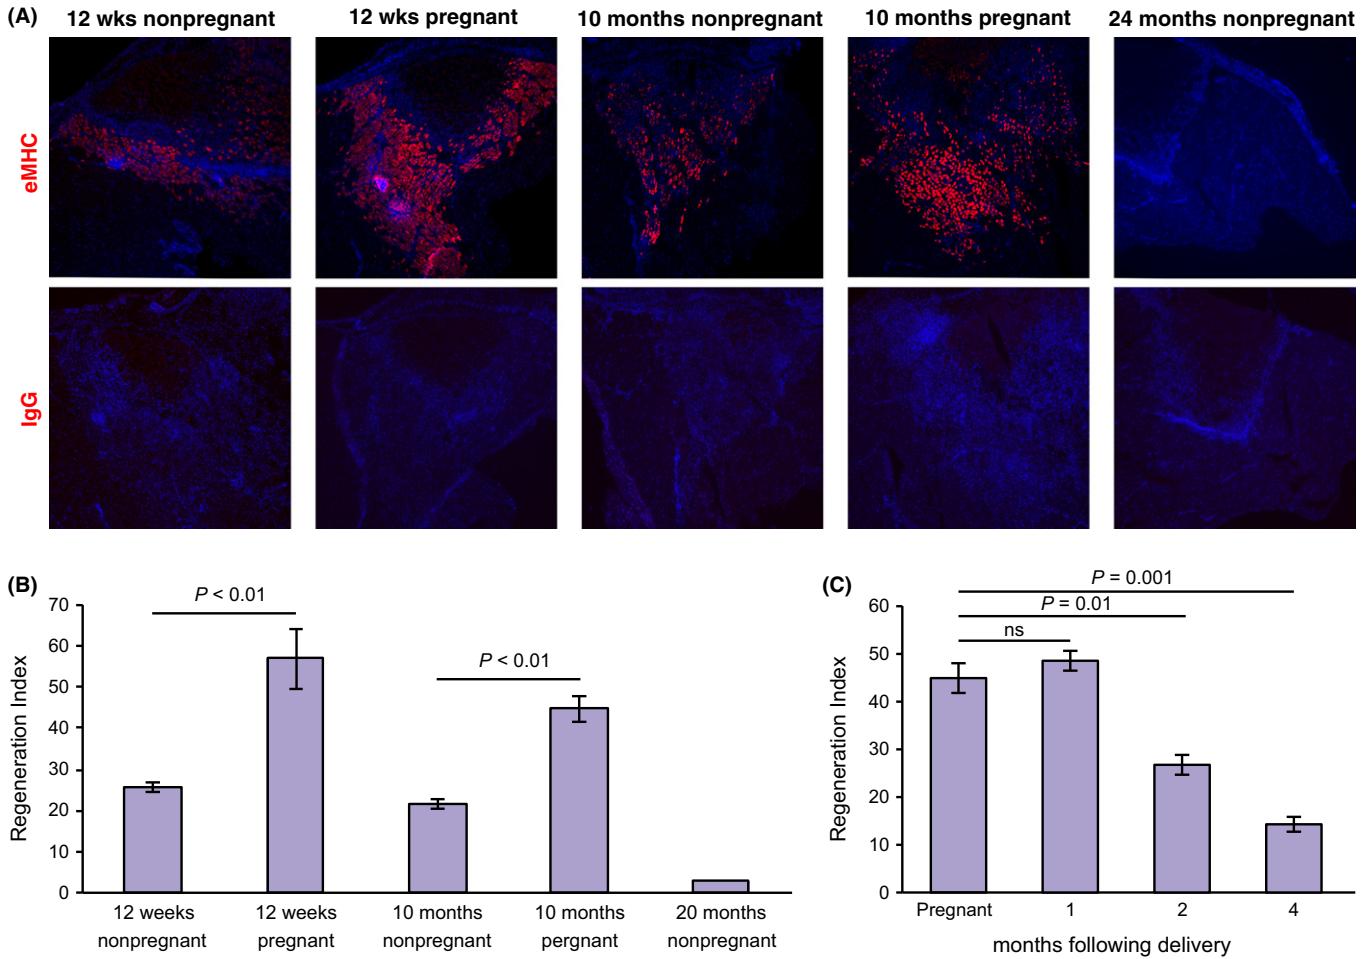 (A)
12 wks nonpregnant
12 wks pregnant
10 months nonpregnant
10 months pregnant
24 months nonpregnant
eMHC
IgG
(B)
P < 0.01
P < 0.01
Regeneration Index
70
60
50
40
30
20
10
0
12 weeks
nonpregnant
12 weeks
pregnant
10 months
nonpregnant
10 months
pergnant
20 months
nonpregnant
(C)
P = 0.001
P = 0.01
ns
Regeneration Index
60
50
40
30
20
10
0
Pregnant
1
2
4
months following delivery